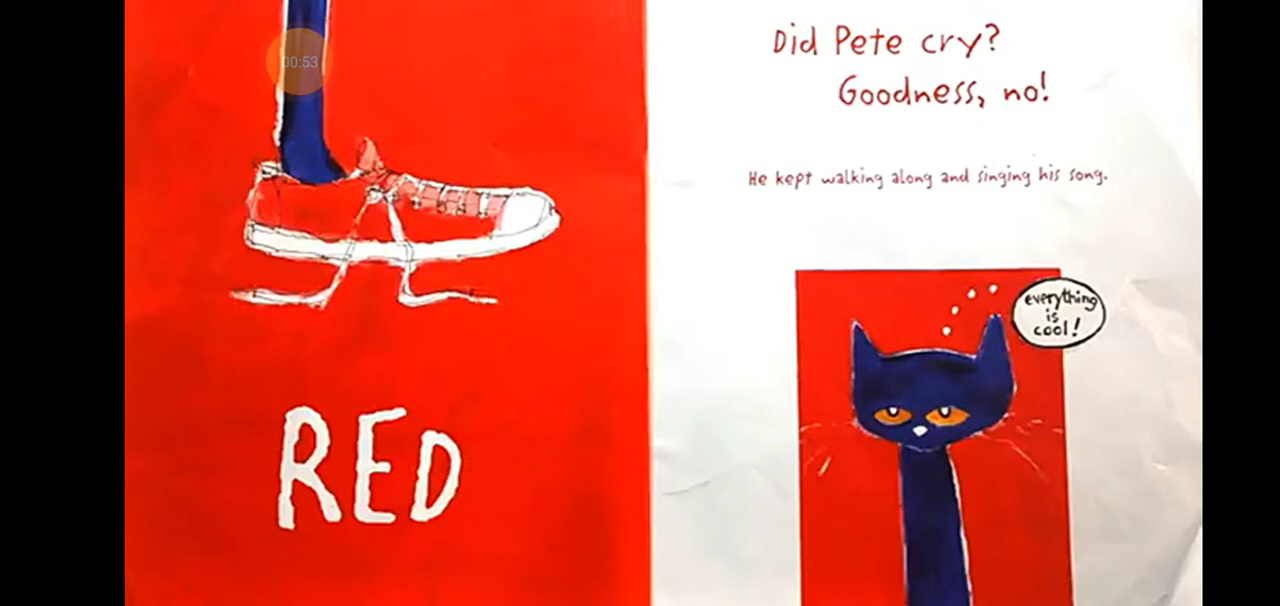 00:53
RED
Did Pete cry?
Goodness, no!
He kept walking along and singing his song.
everything
is
cool!